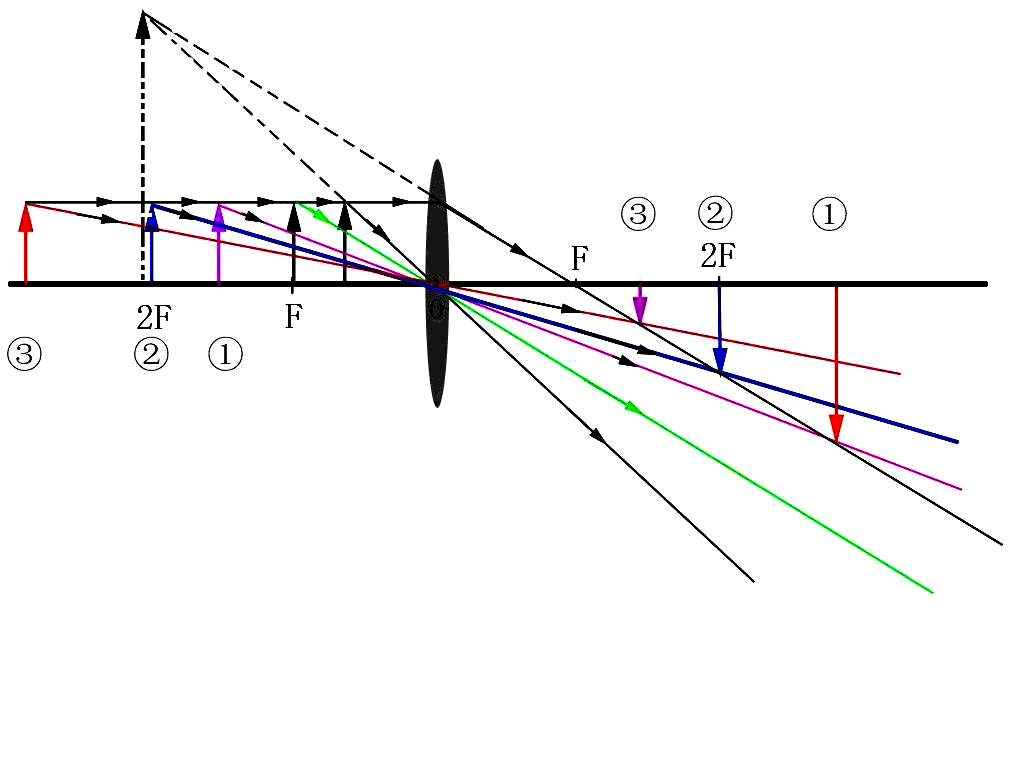 ③ ② ①
F 2F
O
2F F
③ ② ①